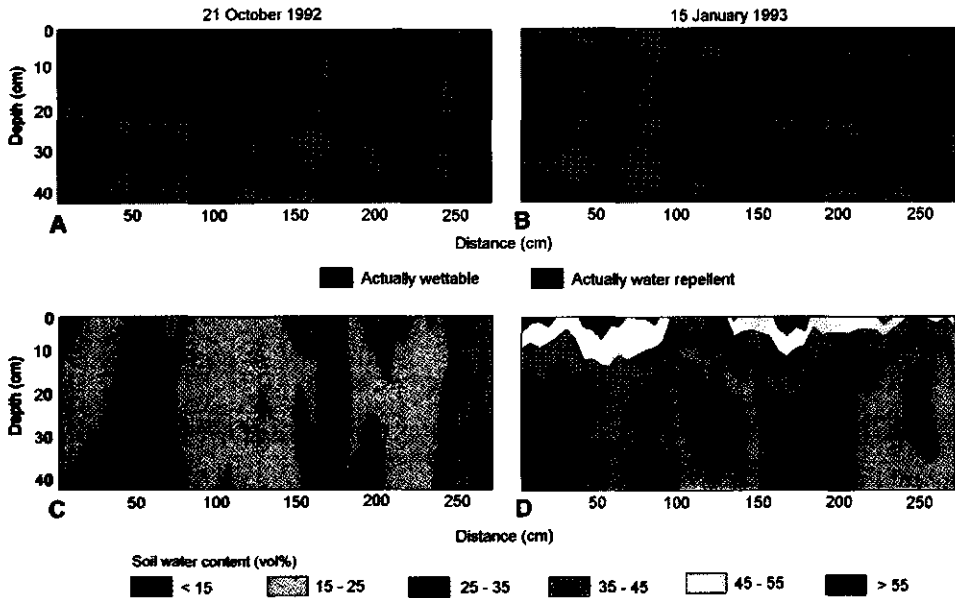 21 October 1992
15 January 1993
0
10
20
30
40
Depth (cm)
50
100
150
200
250
50
100
150
200
250
A
B
Distance (cm)
Actually wettable
Actually water repellent
0
10
20
30
40
Depth (cm)
50
100
150
200
250
50
100
150
200
250
C
D
Distance (cm)
Soil water content (vol%)
< 15
15 - 25
25 - 35
35 - 45
45 - 55
> 55